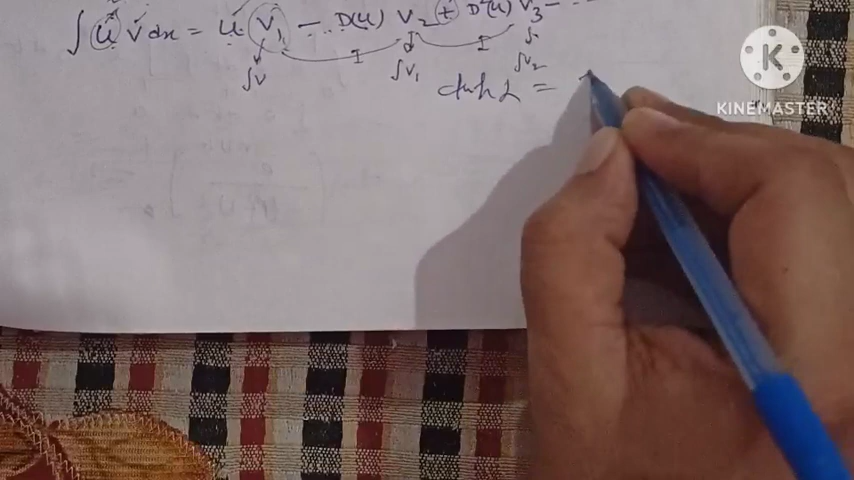 ∫ u v dx = u v₁ - D(u) v₂ + D²(u) v₃ - - -
∫v ∫v₁ ∫v₂
I I
=
KINEMASTER